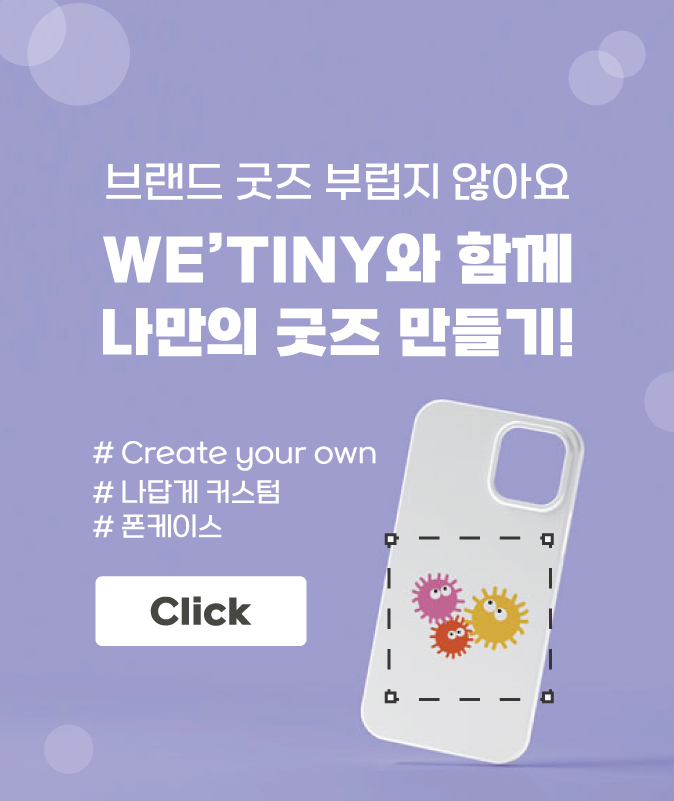 브랜드 굿즈 부럽지 않아요
WE’TINY와 함께
나만의 굿즈 만들기!
# Create your own
# 나답게 커스텀
# 폰케이스
Click